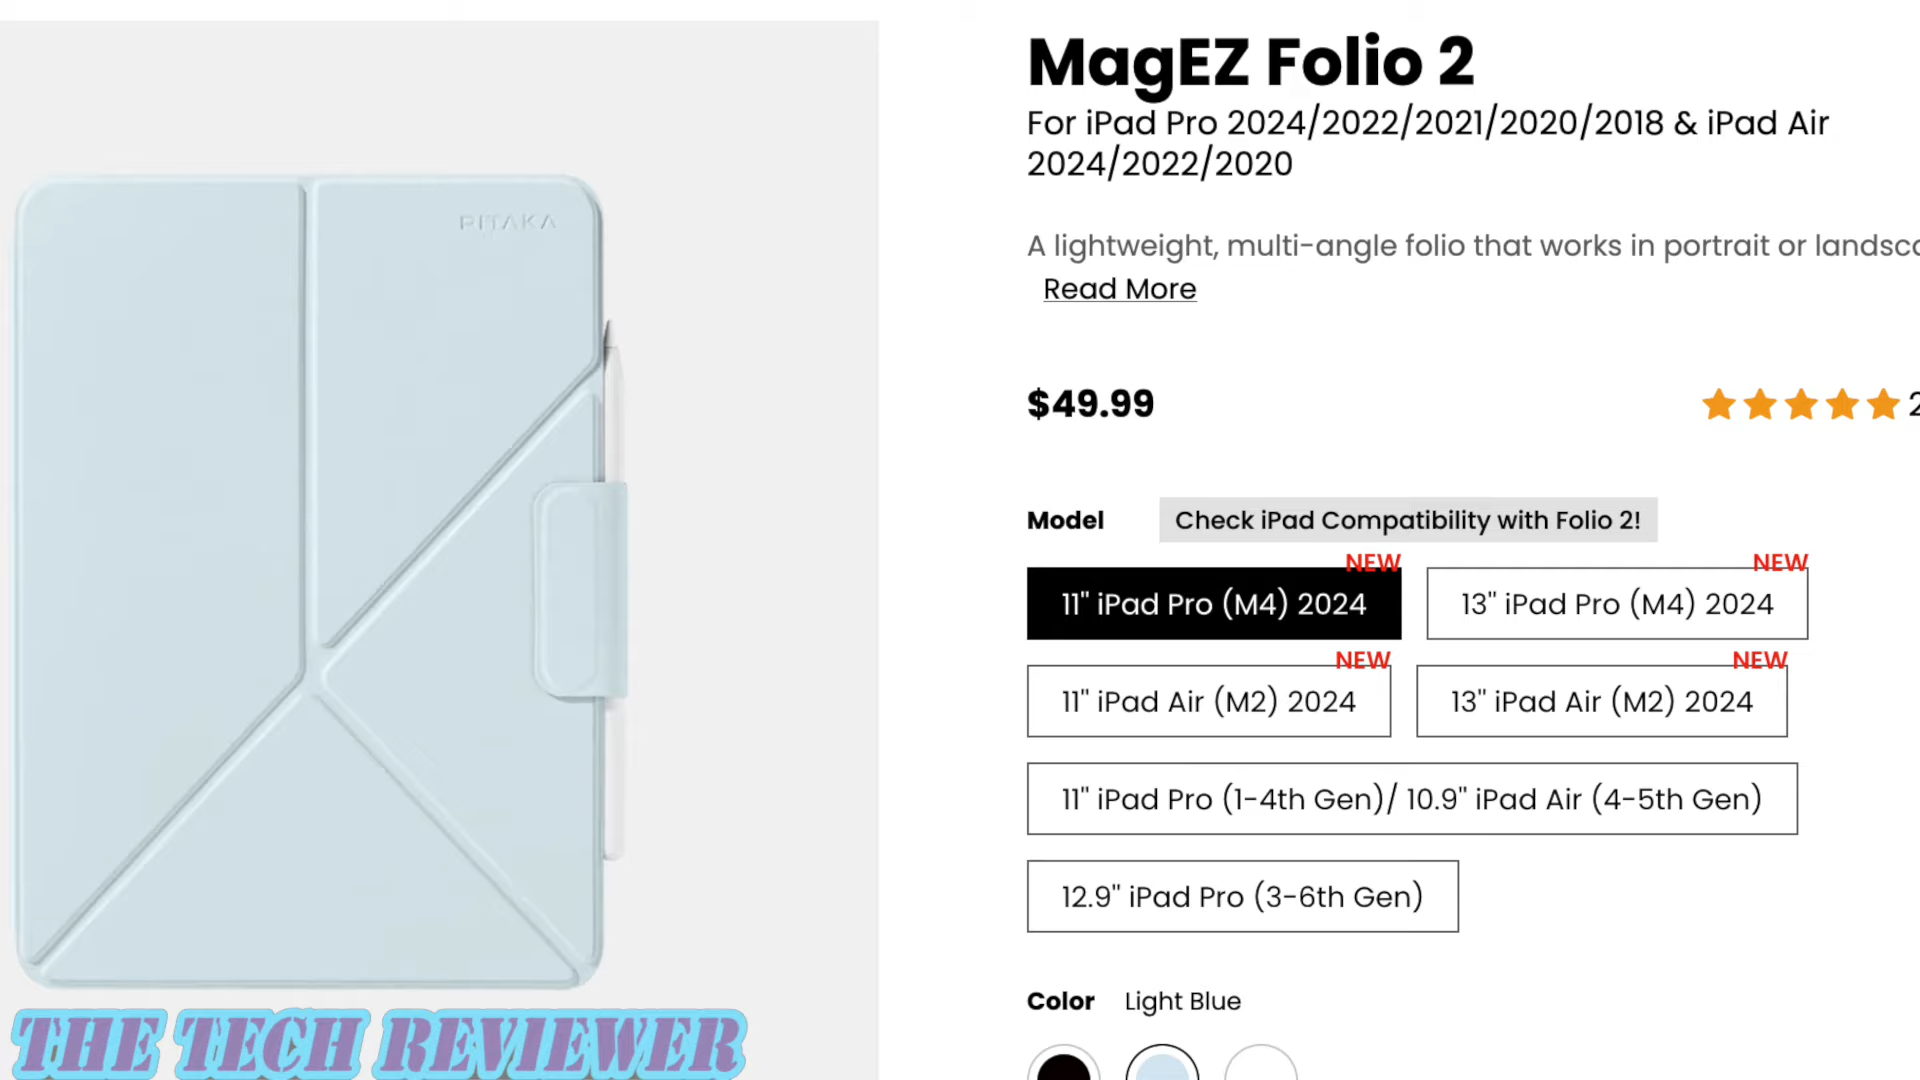 MagEZ Folio 2
For iPad Pro 2024/2022/2021/2020/2018 & iPad Air
2024/2022/2020
A lightweight, multi-angle folio that works in portrait or
Read More
$49.99
Model
Check iPad Compatibility with Folio 2!
NEW
NEW
11" iPad Pro (M4) 2024
13" iPad Pro (M4) 2024
NEW
NEW
11" iPad Air (M2) 2024
13" iPad Air (M2) 2024
11" iPad Pro (1-4th Gen)/ 10.9" iPad Air (4-5th Gen)
12.9" iPad Pro (3-6th Gen)
Color Light Blue
PITAKA
THE TECH REVIEWER